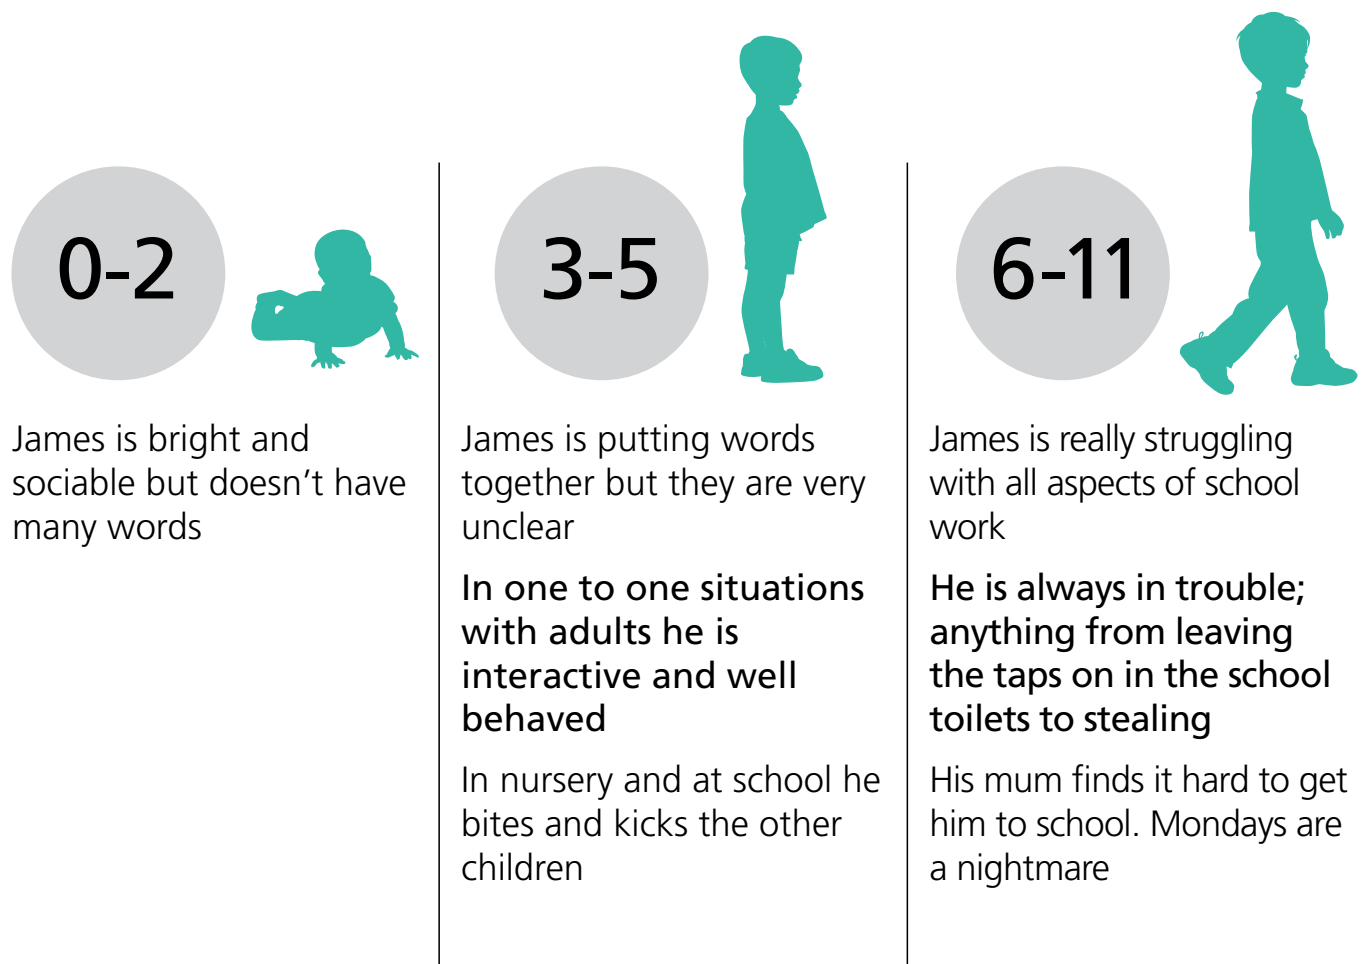 0-2
James is bright and
sociable but doesn’t have
many words
3-5
James is putting words
together but they are very
unclear
In one to one situations
with adults he is
interactive and well
behaved
In nursery and at school he
bites and kicks the other
children
6-11
James is really struggling
with all aspects of school
work
He is always in trouble;
anything from leaving
the taps on in the school
toilets to stealing
His mum finds it hard to get
him to school. Mondays are
a nightmare